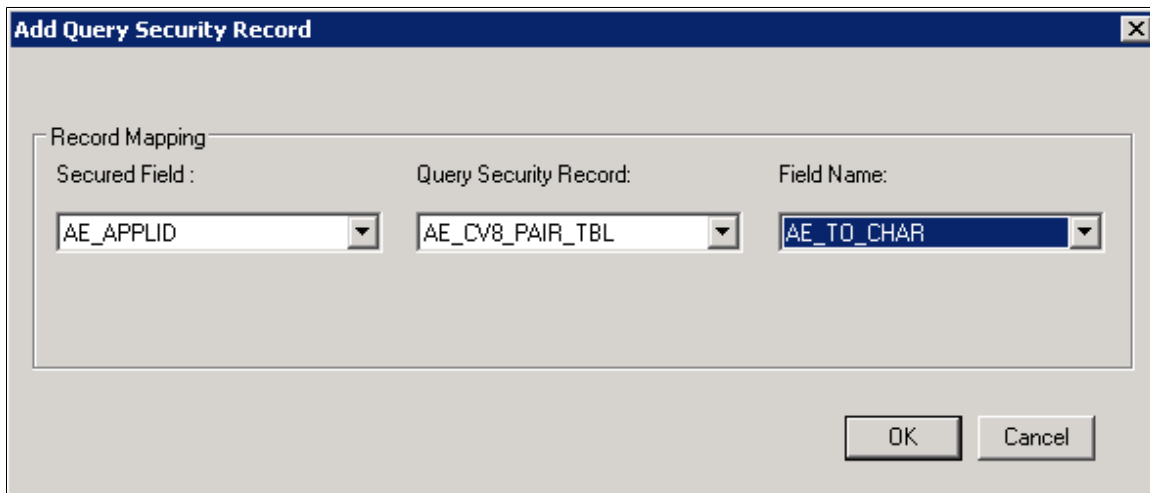 Add Query Security Record
Record Mapping
Secured Field :
Query Security Record:
Field Name:
AE_APPLID
AE_CV8_PAIR_TBL
AE_TO_CHAR
OK
Cancel